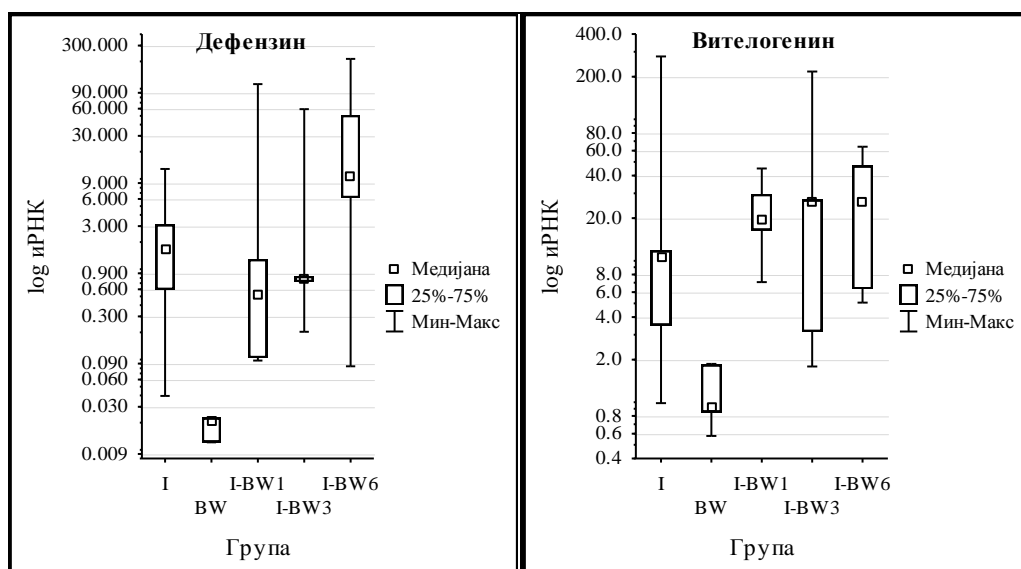 Дефензин
300.000
90.000
60.000
30.000
9.000
6.000
3.000
0.900
0.600
0.300
0.090
0.060
0.030
0.009
log иРНК
I
BW
I-BW1
I-BW3
I-BW6
Група
Медијана
25%-75%
Мин-Макс
Вителогенин
400.0
200.0
80.0
60.0
40.0
20.0
8.0
6.0
4.0
2.0
0.8
0.6
0.4
log иРНК
I
BW
I-BW1
I-BW3
I-BW6
Група
Медијана
25%-75%
Мин-Макс